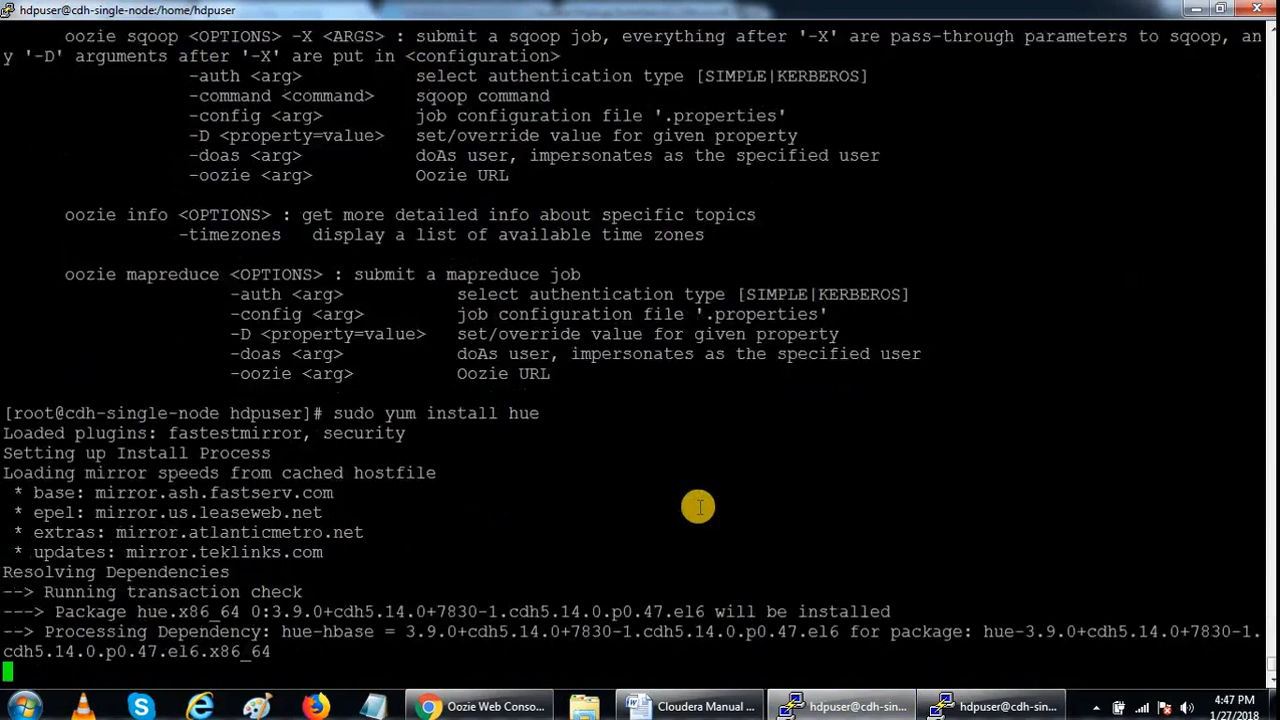 hdpuser@cdh-single-node:/home/hdpuser
oozie sqoop <OPTIONS> -X <ARGS> : submit a sqoop job, everything after '-X' are pass-through parameters to sqoop, an
y '-D' arguments after '-X' are put in <configuration>
-auth <arg> select authentication type [SIMPLE|KERBEROS]
-command <command> sqoop command
-config <arg> job configuration file '.properties'
-D <property=value> set/override value for given property
-doas <arg> doAs user, impersonates as the specified user
-oozie <arg> Oozie URL
oozie info <OPTIONS> : get more detailed info about specific topics
-timezones display a list of available time zones
oozie mapreduce <OPTIONS> : submit a mapreduce job
-auth <arg> select authentication type [SIMPLE|KERBEROS]
-config <arg> job configuration file '.properties'
-D <property=value> set/override value for given property
-doas <arg> doAs user, impersonates as the specified user
-oozie <arg> Oozie URL
[root@cdh-single-node hdpuser]# sudo yum install hue
Loaded plugins: fastestmirror, security
Setting up Install Process
Loading mirror speeds from cached hostfile
* base: mirror.ash.fastserv.com
* epel: mirror.us.leaseweb.net
* extras: mirror.atlanticmetro.net
* updates: mirror.teklinks.com
Resolving Dependencies
--> Running transaction check
---> Package hue.x86_64 0:3.9.0+cdh5.14.0+7830-1.cdh5.14.0.p0.47.el6 will be installed
--> Processing Dependency: hue-hbase = 3.9.0+cdh5.14.0+7830-1.cdh5.14.0.p0.47.el6 for package: hue-3.9.0+cdh5.14.0+7830-1.
cdh5.14.0.p0.47.el6.x86_64
Oozie Web Conso... Cloudera Manual ... hdpuser@cdh-sin... hdpuser@cdh-sin... 4:47 PM
1/27/2018